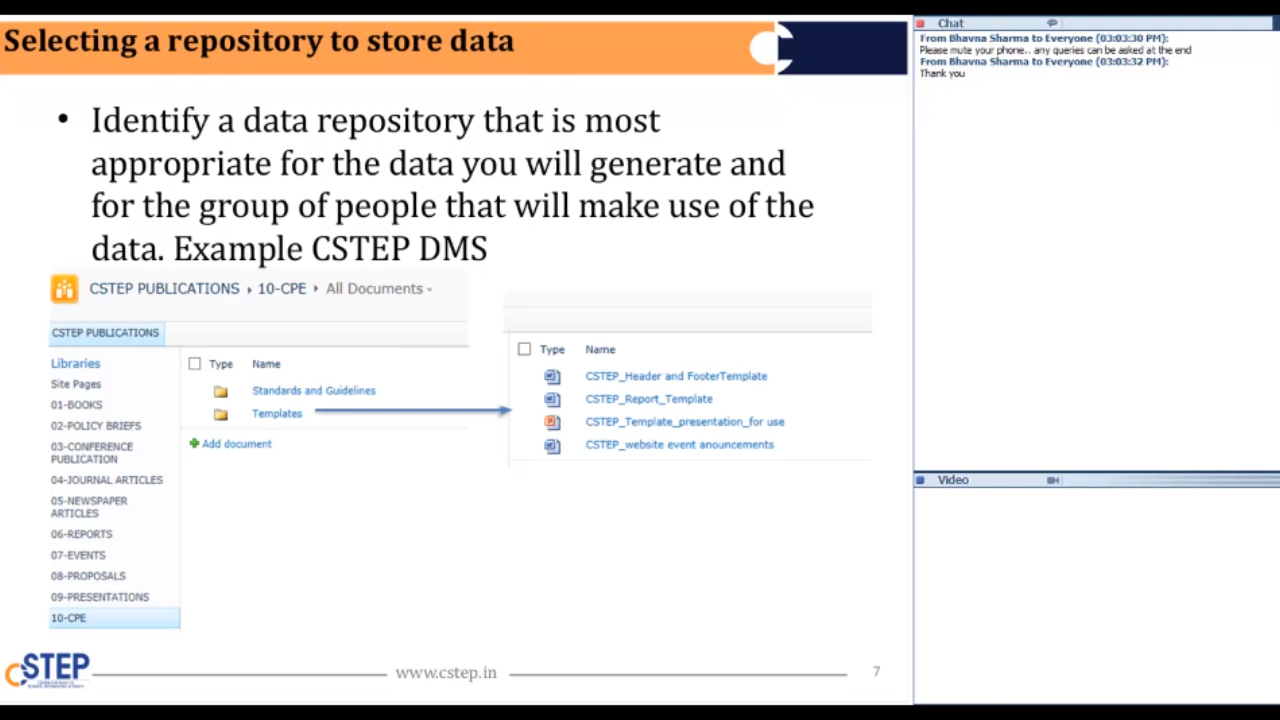 Selecting a repository to store data
• Identify a data repository that is most
appropriate for the data you will generate and
for the group of people that will make use of the
data. Example CSTEP DMS
CSTEP PUBLICATIONS › 10-CPE › All Documents
CSTEP PUBLICATIONS
Libraries
Site Pages
01-BOOKS
02-POLICY BRIEFS
03-CONFERENCE
PUBLICATION
04-JOURNAL ARTICLES
05-NEWSPAPER
ARTICLES
06-REPORTS
07-EVENTS
08-PROPOSALS
09-PRESENTATIONS
10-CPE
Type Name
Standards and Guidelines
Templates
Add document
Type Name
CSTEP_Header and FooterTemplate
CSTEP_Report_Template
CSTEP_Template_presentation_for use
CSTEP_website event anouncements
CSTEP
www.cstep.in
7
Chat
From Bhavna Sharma to Everyone (03:03:30 PM):
Please mute your phone.. any queries can be asked at the end
From Bhavna Sharma to Everyone (03:03:32 PM):
Thank you
Video